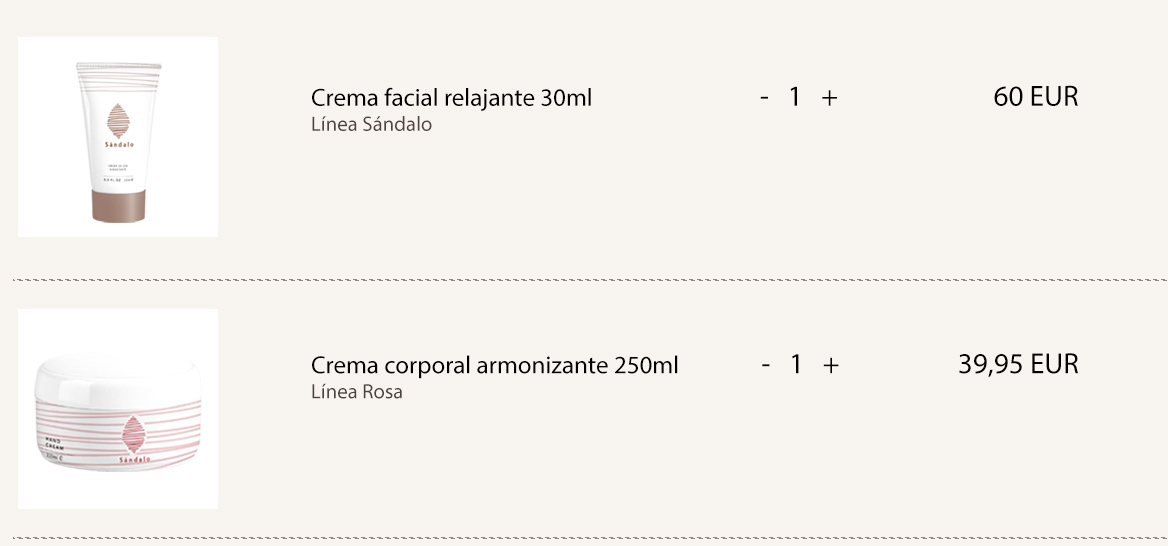 Sándalo
Crema facial relajante 30ml
Línea Sándalo
- 1 +
60 EUR
HAND
CREAM
Sándalo
Crema corporal armonizante 250ml
Línea Rosa
- 1 +
39,95 EUR